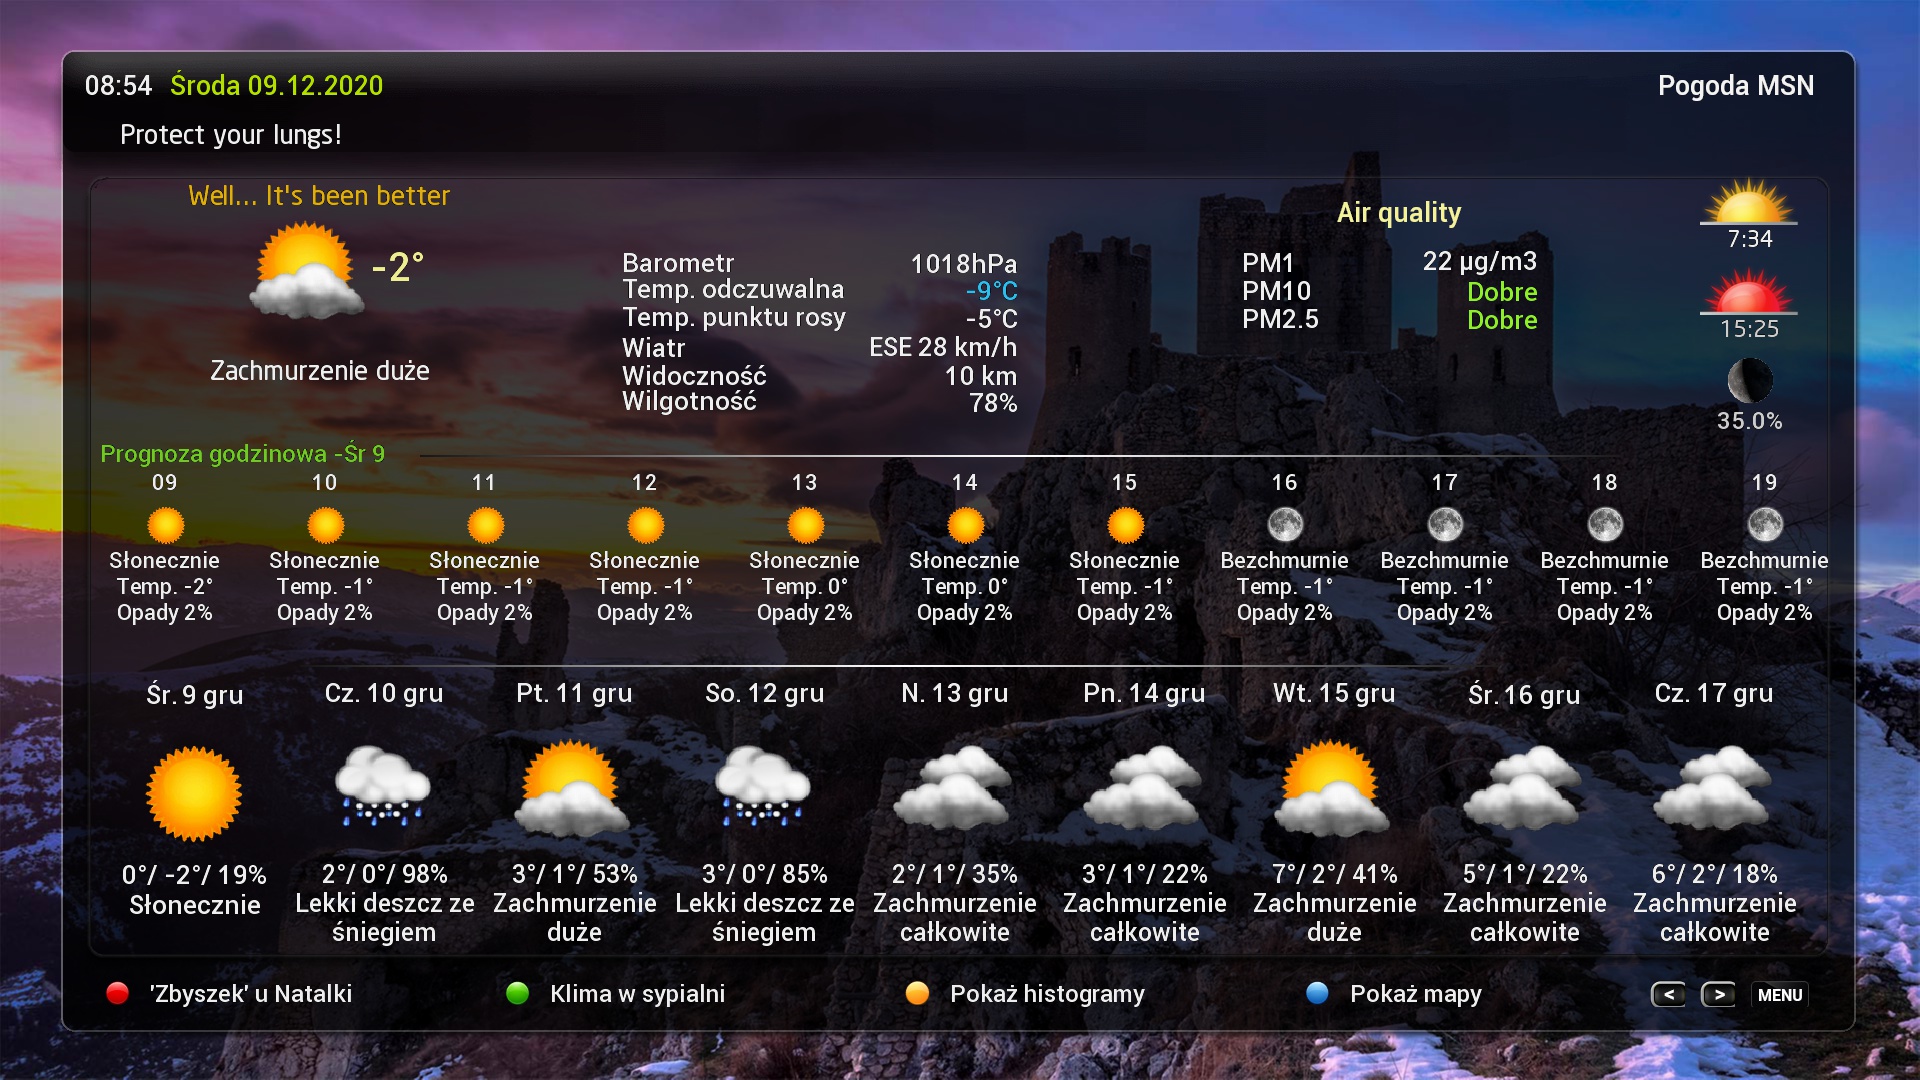 08:54 Środa 09.12.2020
Pogoda MSN
Protect your lungs!
Well... It's been better
-2°
Zachmurzenie duże
Barometr 1018hPa
Temp. odczuwalna -9°C
Temp. punktu rosy -5°C
Wiatr ESE 28 km/h
Widoczność 10 km
Wilgotność 78%
Air quality
PM1 22 µg/m3
PM10 Dobre
PM2.5 Dobre
7:34
15:25
35.0%
Prognoza godzinowa -Śr 9
09 10 11 12 13 14 15 16 17 18 19
Słonecznie Słonecznie Słonecznie Słonecznie Słonecznie Słonecznie Słonecznie Bezchmurnie Bezchmurnie Bezchmurnie Bezchmurnie
Temp. -2° Temp. -1° Temp. -1° Temp. -1° Temp. 0° Temp. 0° Temp. -1° Temp. -1° Temp. -1° Temp. -1° Temp. -1°
Opady 2% Opady 2% Opady 2% Opady 2% Opady 2% Opady 2% Opady 2% Opady 2% Opady 2% Opady 2% Opady 2%
Śr. 9 gru Cz. 10 gru Pt. 11 gru So. 12 gru N. 13 gru Pn. 14 gru Wt. 15 gru Śr. 16 gru Cz. 17 gru
0°/ -2°/ 19% 2°/ 0°/ 98% 3°/ 1°/ 53% 3°/ 0°/ 85% 2°/ 1°/ 35% 3°/ 1°/ 22% 7°/ 2°/ 41% 5°/ 1°/ 22% 6°/ 2°/ 18%
Słonecznie Lekki deszcz ze Zachmurzenie Lekki deszcz ze Zachmurzenie Zachmurzenie Zachmurzenie Zachmurzenie Zachmurzenie
śniegiem duże śniegiem całkowite całkowite duże całkowite całkowite
'Zbyszek' u Natalki Klima w sypialni Pokaż histogramy Pokaż mapy < > MENU